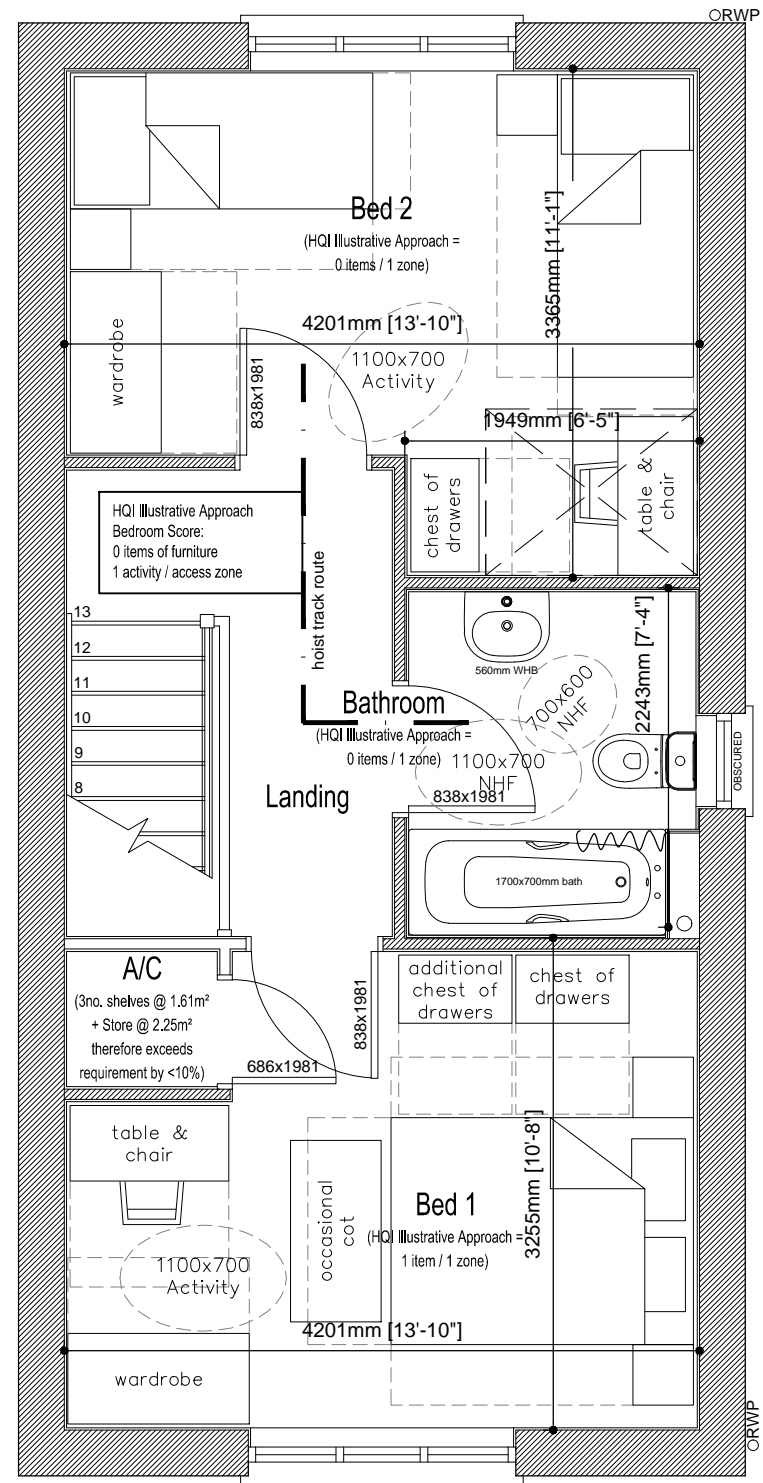 ORWP
Bed 2
(HQI Illustrative Approach =
0 items / 1 zone)
3365mm [11'-1"]
4201mm [13'-10"]
wardrobe
838x1981
1100x700
Activity
1949mm [6'-5"]
chest of
drawers
table &
chair
HQI Illustrative Approach
Bedroom Score:
0 items of furniture
1 activity / access zone
hoist track route
13
12
11
10
9
8
560mm WHB
2243mm [7'-4"]
700x600
NHF
Bathroom
(HQI Illustrative Approach =
0 items / 1 zone)
1100x700
NHF
838x1981
OBSCURED
Landing
1700x700mm bath
A/C
(3no. shelves @ 1.61m²
+ Store @ 2.25m²
therefore exceeds
requirement by <10%)
686x1981
838x1981
additional
chest of
drawers
chest of
drawers
table &
chair
occasional
cot
3255mm [10'-8"]
Bed 1
(HQI Illustrative Approach =
1 item / 1 zone)
1100x700
Activity
4201mm [13'-10"]
wardrobe
ORWP